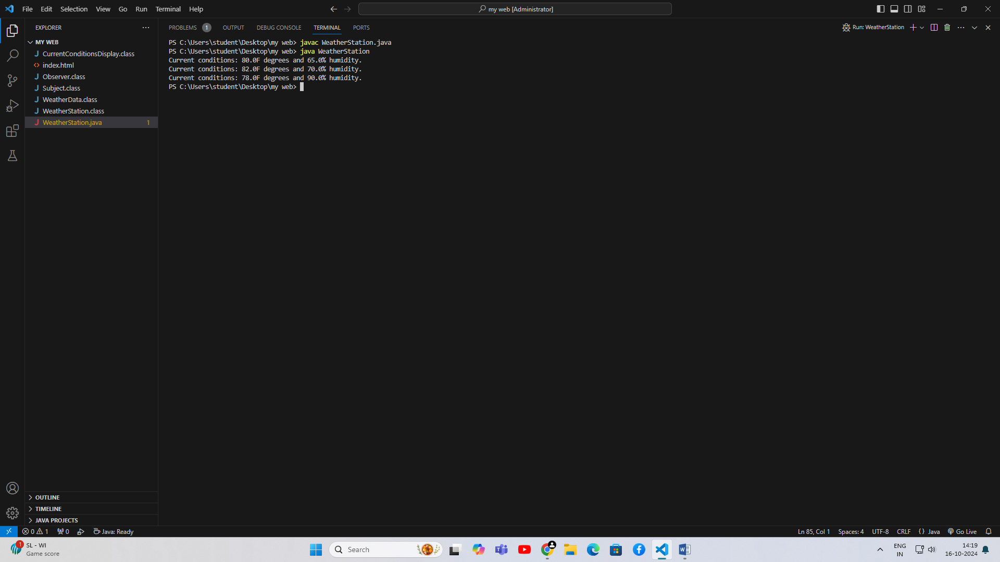 File Edit Selection View Go Run Terminal Help
my web [Administrator]
EXPLORER
MY WEB
CurrentConditionsDisplay.class
index.html
Observer.class
Subject.class
WeatherData.class
WeatherStation.class
WeatherStation.java 1
OUTLINE
TIMELINE
JAVA PROJECTS
PROBLEMS 1 OUTPUT DEBUG CONSOLE TERMINAL PORTS
Run: WeatherStation
PS C:\Users\student\Desktop\my web> javac WeatherStation.java
PS C:\Users\student\Desktop\my web> java WeatherStation
Current conditions: 80.0F degrees and 65.0% humidity.
Current conditions: 82.0F degrees and 70.0% humidity.
Current conditions: 78.0F degrees and 90.0% humidity.
PS C:\Users\student\Desktop\my web>
0 1 0 Java: Ready
Ln 85, Col 1 Spaces: 4 UTF-8 CRLF {} Java Go Live
1 SL - WI
Game score
Search
ENG
IN
14:19
16-10-2024